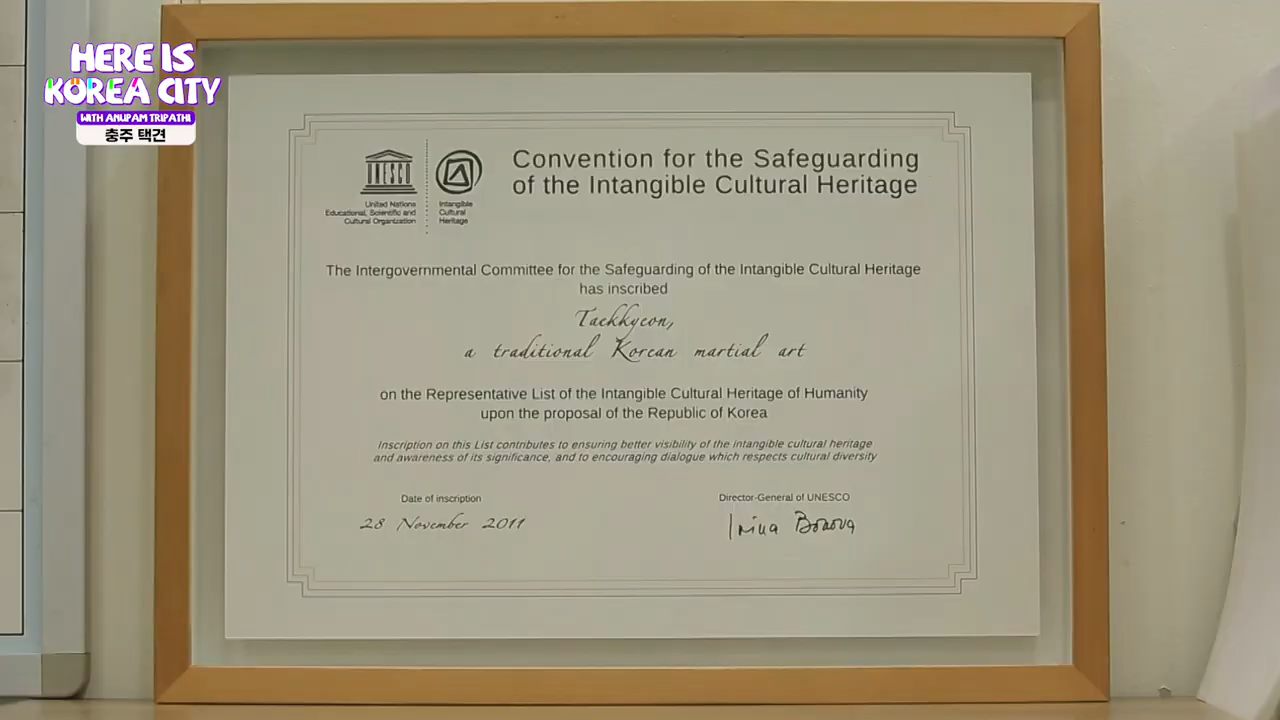 HERE IS
KOREA CITY
WITH ANUPAM TRIPATHI
충주 택견
UNESCO
United Nations
Educational, Scientific and
Cultural Organization
Intangible
Cultural
Heritage
Convention for the Safeguarding
of the Intangible Cultural Heritage
The Intergovernmental Committee for the Safeguarding of the Intangible Cultural Heritage
has inscribed
Taekkyeon,
a traditional Korean martial art
on the Representative List of the Intangible Cultural Heritage of Humanity
upon the proposal of the Republic of Korea
Inscription on this List contributes to ensuring better visibility of the intangible cultural heritage
and awareness of its significance, and to encouraging dialogue which respects cultural diversity
Date of inscription
28 November 2011
Director-General of UNESCO
Irina Bokova